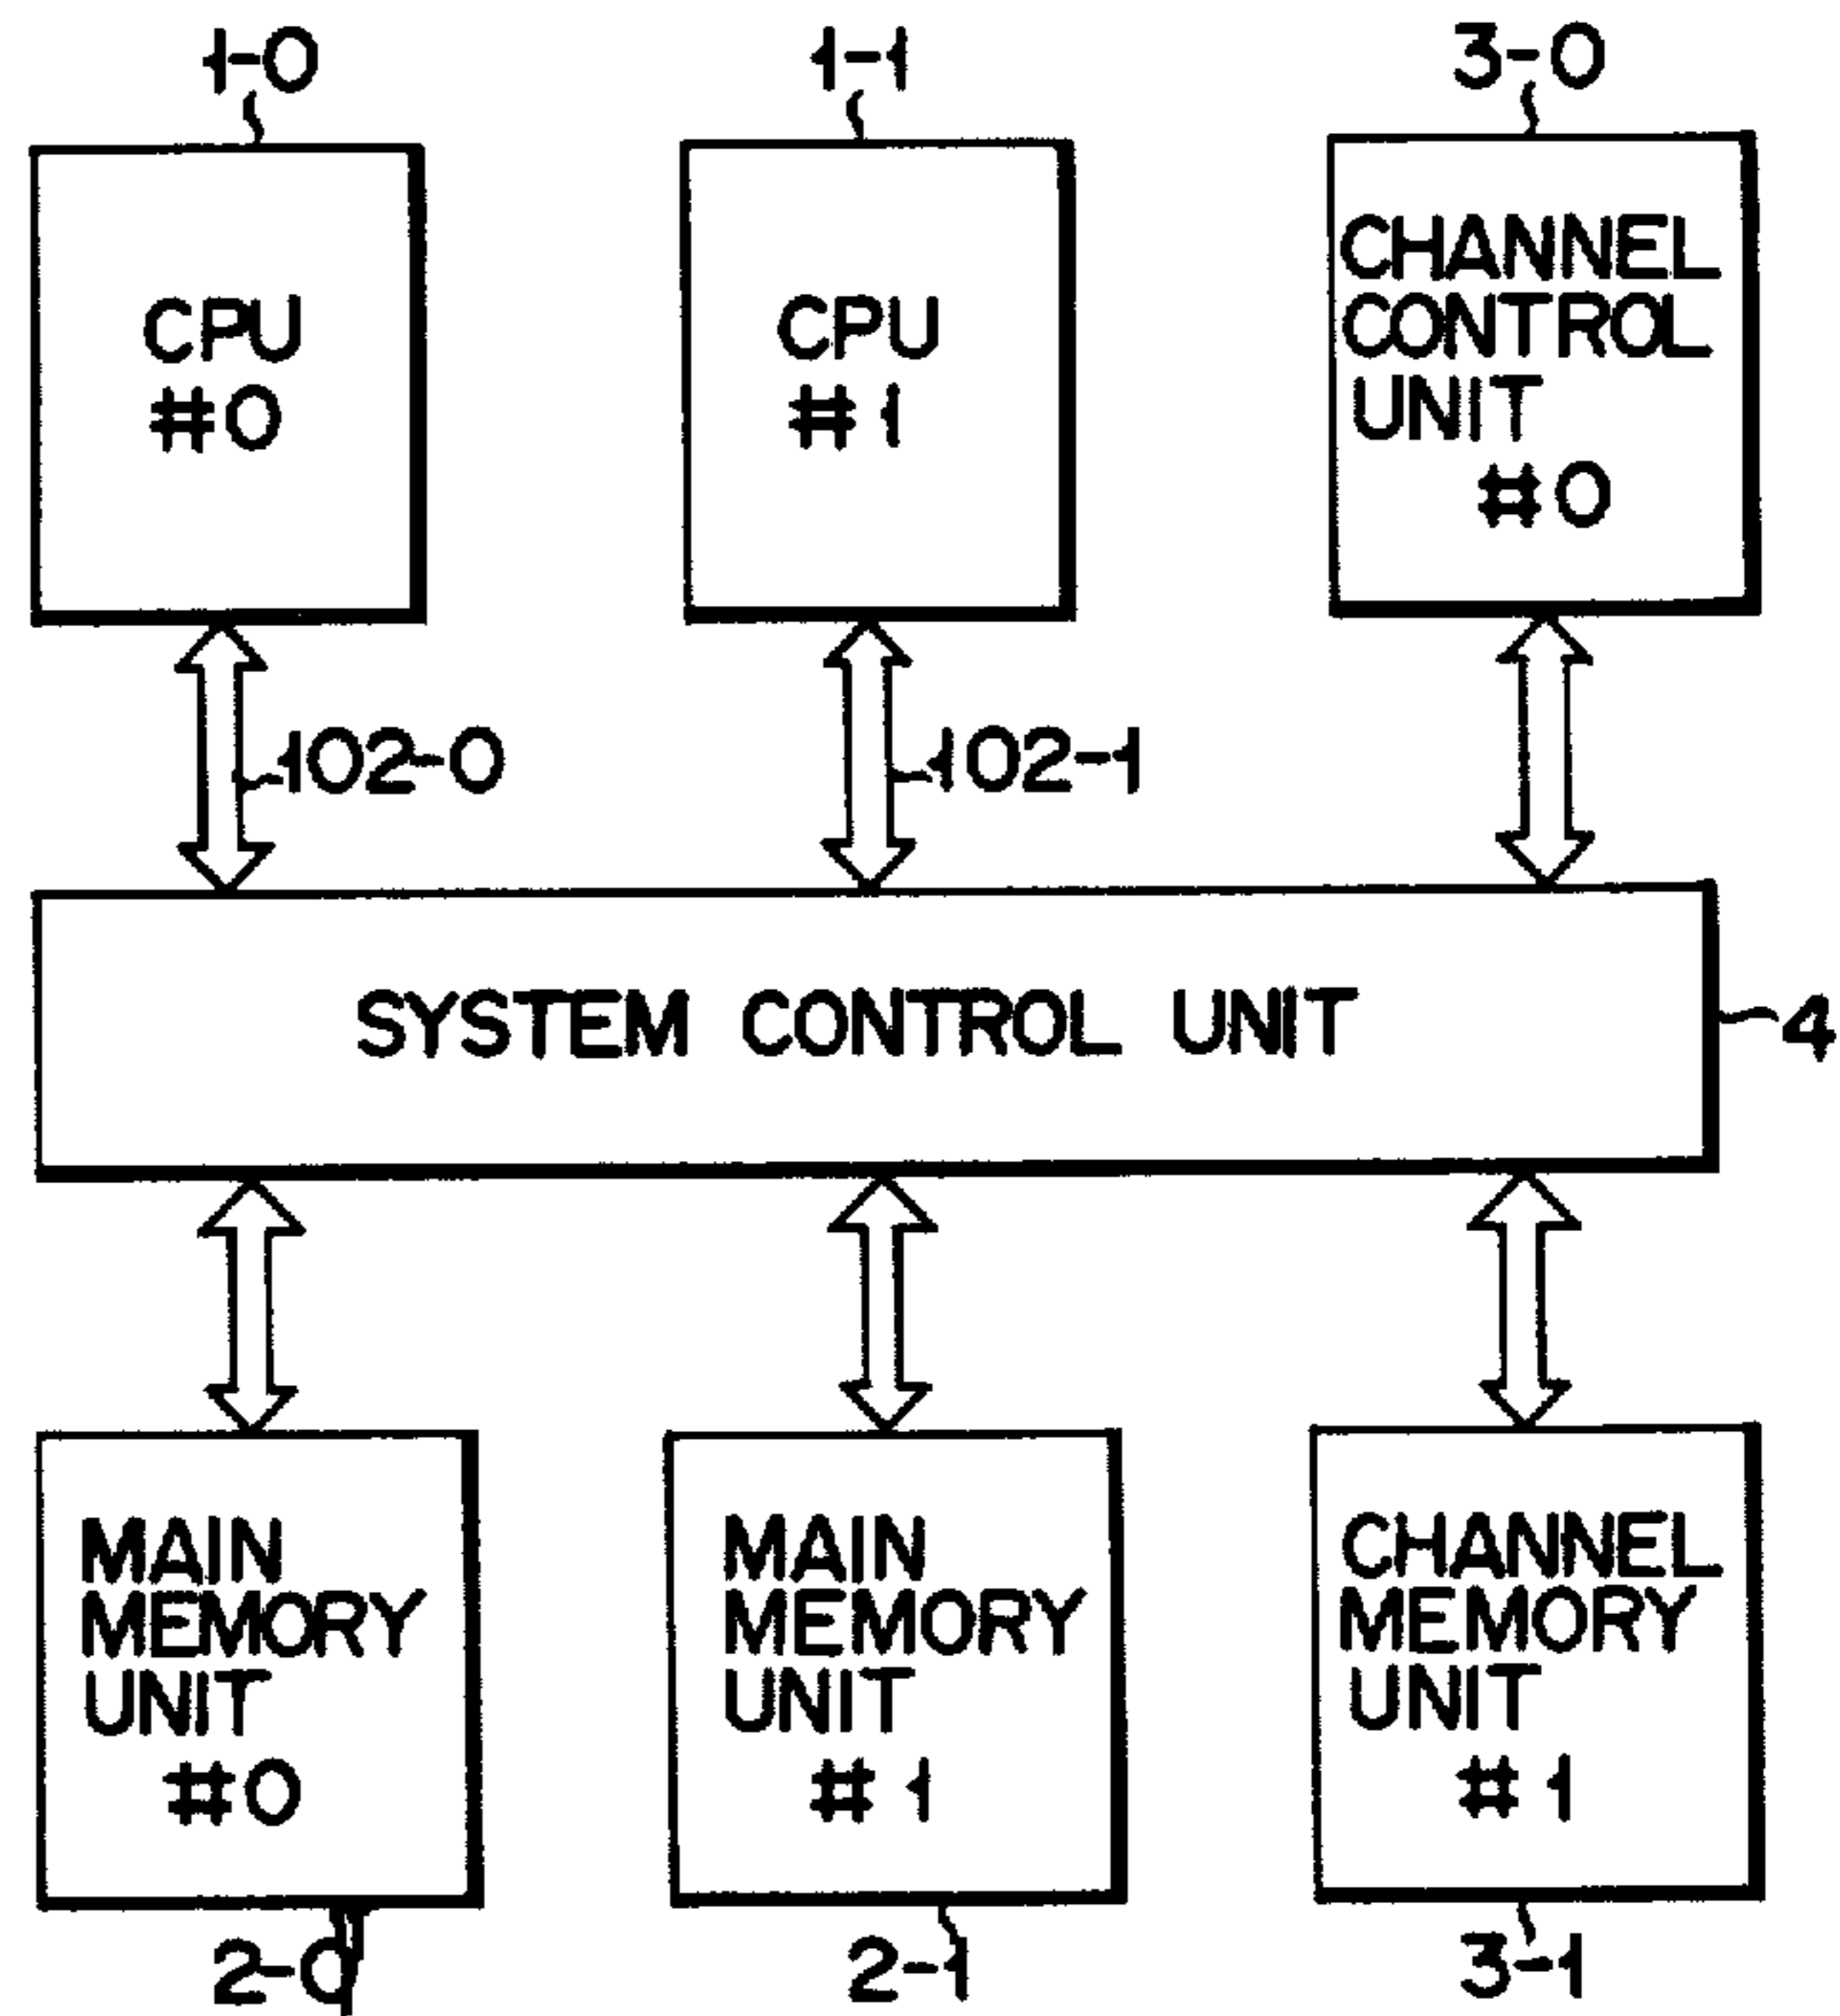 1-0
1-1
3-0
CPU
#0
CPU
#1
CHANNEL
CONTROL
UNIT
#0
102-0
102-1
SYSTEM CONTROL UNIT
4
MAIN
MEMORY
UNIT
#0
MAIN
MEMORY
UNIT
#1
CHANNEL
MEMORY
UNIT
#1
2-0
2-1
3-1